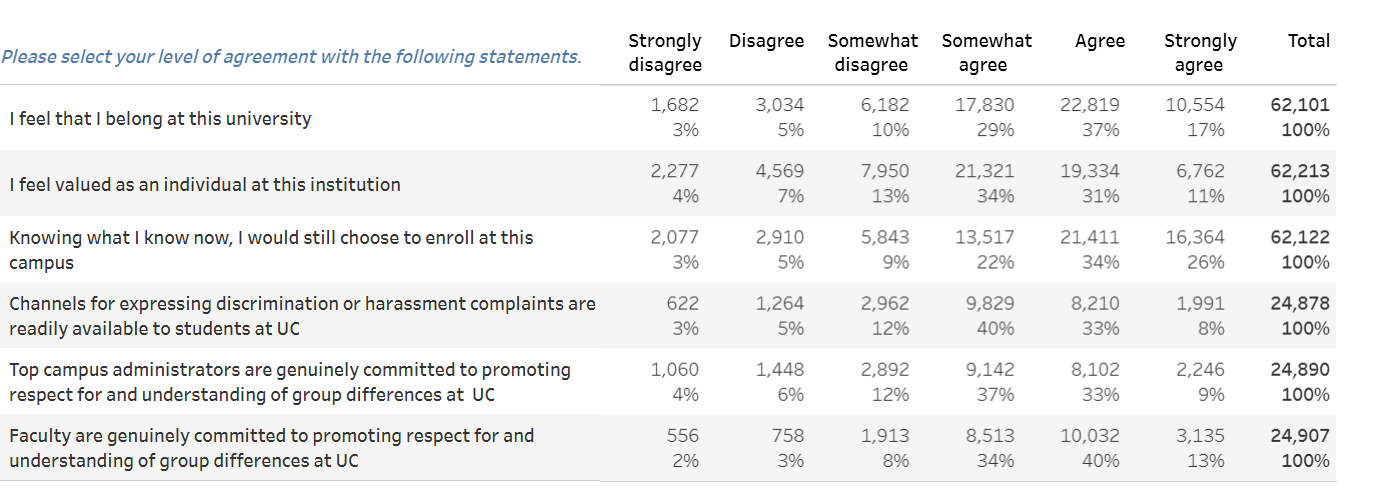 Strongly Disagree Somewhat Somewhat Agree Strongly Total
Please select your level of agreement with the following statements.
disagree disagree agree agree
1,682 3,034 6,182 17,830 22,819 10,554 62,101
I feel that I belong at this university
3% 5% 10% 29% 37% 17% 100%
2,277 4,569 7,950 21,321 19,334 6,762 62,213
I feel valued as an individual at this institution
4% 7% 13% 34% 31% 11% 100%
Knowing what I know now, I would still choose to enroll at this 2,077 2,910 5,843 13,517 21,411 16,364 62,122
campus 3% 5% 9% 22% 34% 26% 100%
Channels for expressing discrimination or harassment complaints are 622 1,264 2,962 9,829 8,210 1,991 24,878
readily available to students at UC 3% 5% 12% 40% 33% 8% 100%
Top campus administrators are genuinely committed to promoting 1,060 1,448 2,892 9,142 8,102 2,246 24,890
respect for and understanding of group differences at UC 4% 6% 12% 37% 33% 9% 100%
Faculty are genuinely committed to promoting respect for and 556 758 1,913 8,513 10,032 3,135 24,907
understanding of group differences at UC 2% 3% 8% 34% 40% 13% 100%